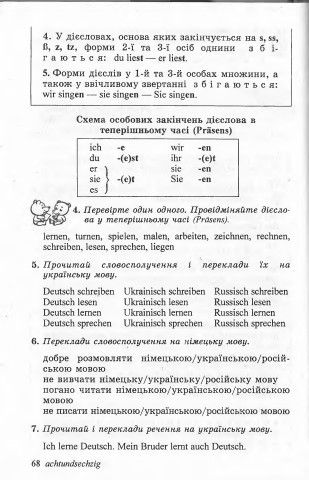 4. У дієсловах, основа яких закінчується на s, ss,
ß, z, tz, форми 2-ї та 3-ї осіб однини з б і-
г а ю т ь с я: du liest — er liest.
5. Форми дієслів у 1-й та 3-й особах множини, а
також у ввічливому звертанні з б і г а ю т ь с я:
wir singen — sie singen — Sie singen.
Схема особових закінчень дієслова в
теперішньому часі (Präsens)
ich -e wir -en
du -(e)st ihr -(e)t
er sie -en
sie -(e)t Sie -en
es
4. Перевірте один одного. Провідміняйте дієсло-
ва у теперішньому часі (Präsens).
lernen, turnen, spielen, malen, arbeiten, zeichnen, rechnen,
schreiben, lesen, sprechen, liegen
5. Прочитай словосполучення і переклади їх на
українську мову.
Deutsch schreiben Ukrainisch schreiben Russisch schreiben
Deutsch lesen Ukrainisch lesen Russisch lesen
Deutsch lernen Ukrainisch lernen Russisch lernen
Deutsch sprechen Ukrainisch sprechen Russisch sprechen
6. Переклади словосполучення на німецьку мову.
добре розмовляти німецькою/українською/росій-
ською мовою
не вивчати німецьку/українську/російську мову
погано читати німецькою/українською/російською
мовою
не писати німецькою/українською/російською мовою
7. Прочитай і переклади речення на українську мову.
Ich lerne Deutsch. Mein Bruder lernt auch Deutsch.
68 achtundsechzig